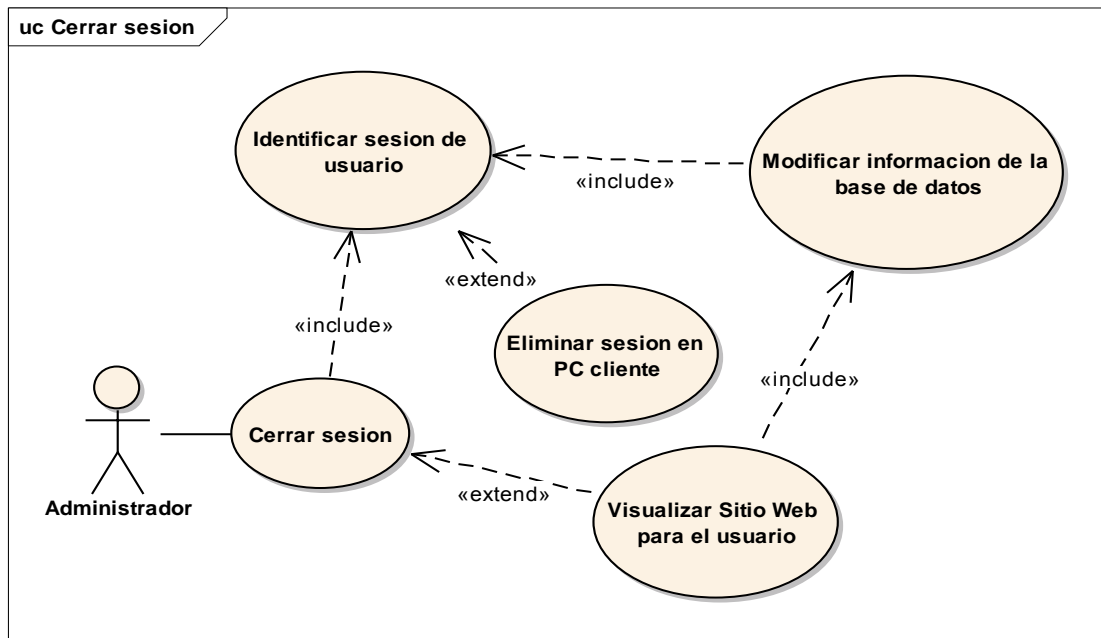 uc Cerrar sesion
Identificar sesion de
usuario
Modificar informacion de la
base de datos
«include»
«extend»
Eliminar sesion en
PC cliente
«include»
«include»
Cerrar sesion
Administrador
«extend»
Visualizar Sitio Web
para el usuario